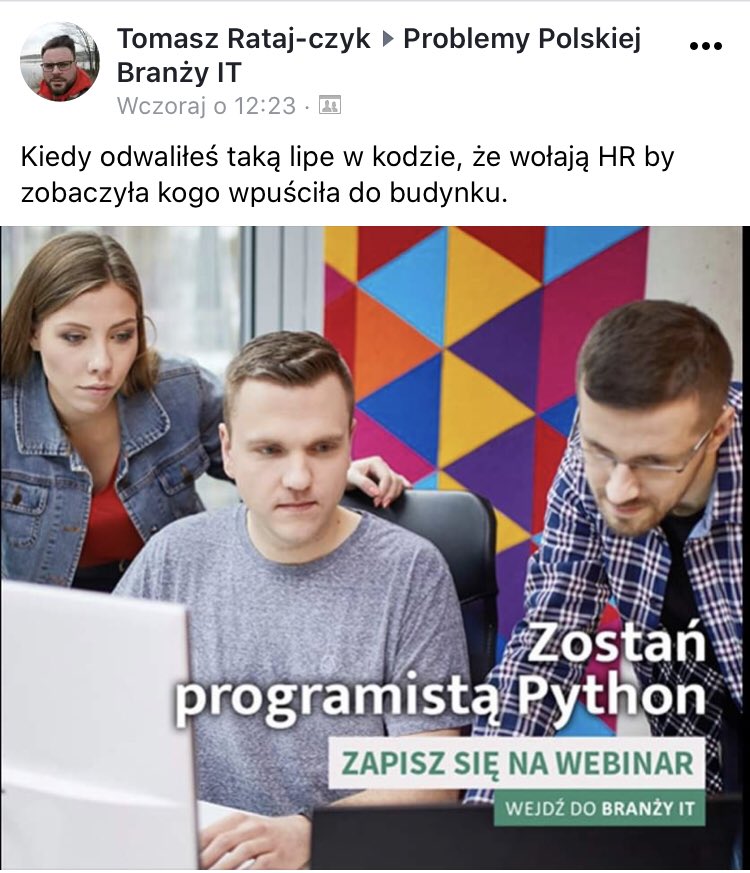 Tomasz Rataj-czyk ▸ Problemy Polskiej
Branży IT
Wczoraj o 12:23 ·
Kiedy odwaliłeś taką lipe w kodzie, że wołają HR by
zobaczyła kogo wpuściła do budynku.
Zostań
programistą Python
ZAPISZ SIĘ NA WEBINAR
WEJDŹ DO BRANŻY IT